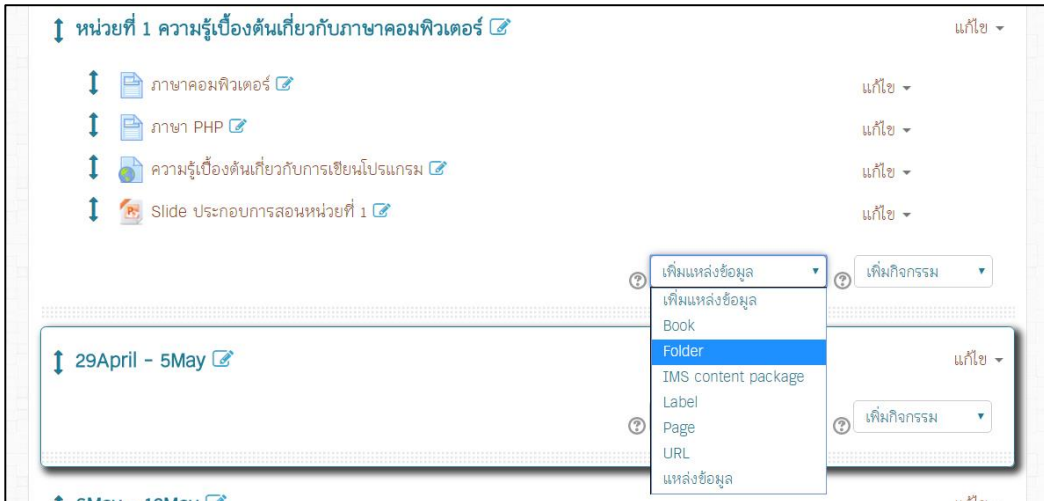 หน่วยที่ 1 ความรู้เบื้องต้นเกี่ยวกับภาษาคอมพิวเตอร์ แก้ไข
ภาษาคอมพิวเตอร์ แก้ไข
ภาษา PHP แก้ไข
ความรู้เบื้องต้นเกี่ยวกับการเขียนโปรแกรม แก้ไข
Slide ประกอบการสอนหน่วยที่ 1 แก้ไข
เพิ่มแหล่งข้อมูล เพิ่มกิจกรรม
เพิ่มแหล่งข้อมูล
Book
Folder
IMS content package
Label
Page
URL
แหล่งข้อมูล
29April - 5May แก้ไข
เพิ่มกิจกรรม